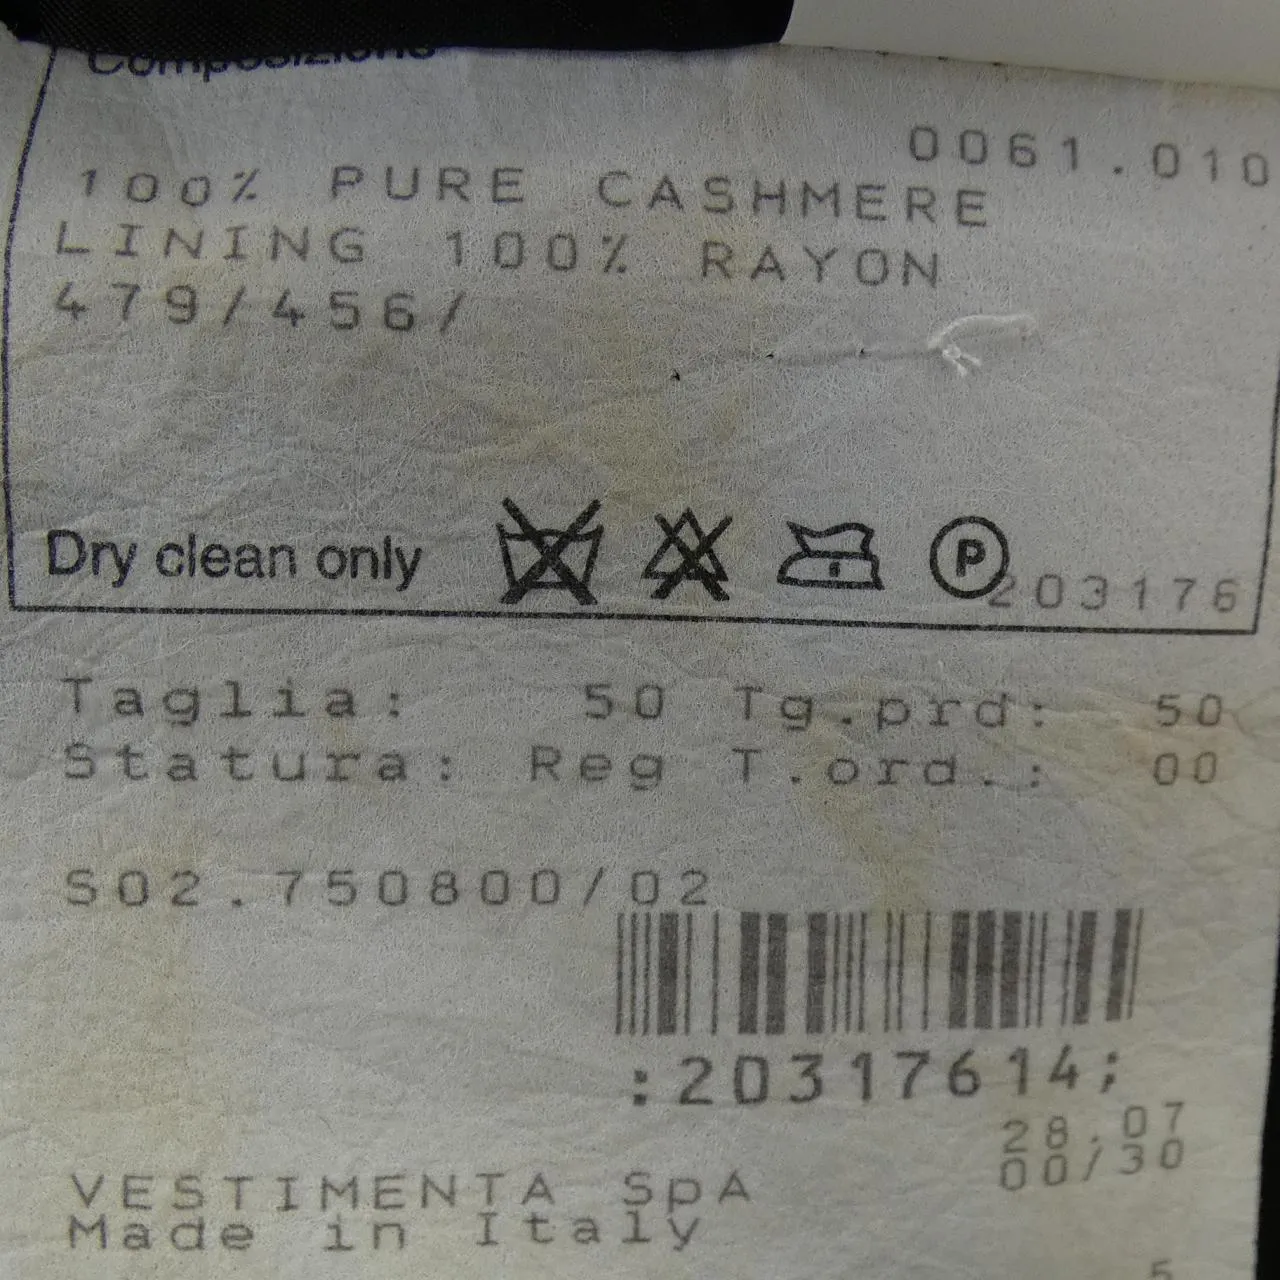 Composizione
0061.010
100% PURE CASHMERE
LINING 100% RAYON
479/456/
Dry clean only
P
203176
Taglia: 50 Tg.prd: 50
Statura: Reg T.ord.: 00
S02.750800/02
:20317614;
28.07
00/30
VESTIMENTA SpA
Made in Italy
5